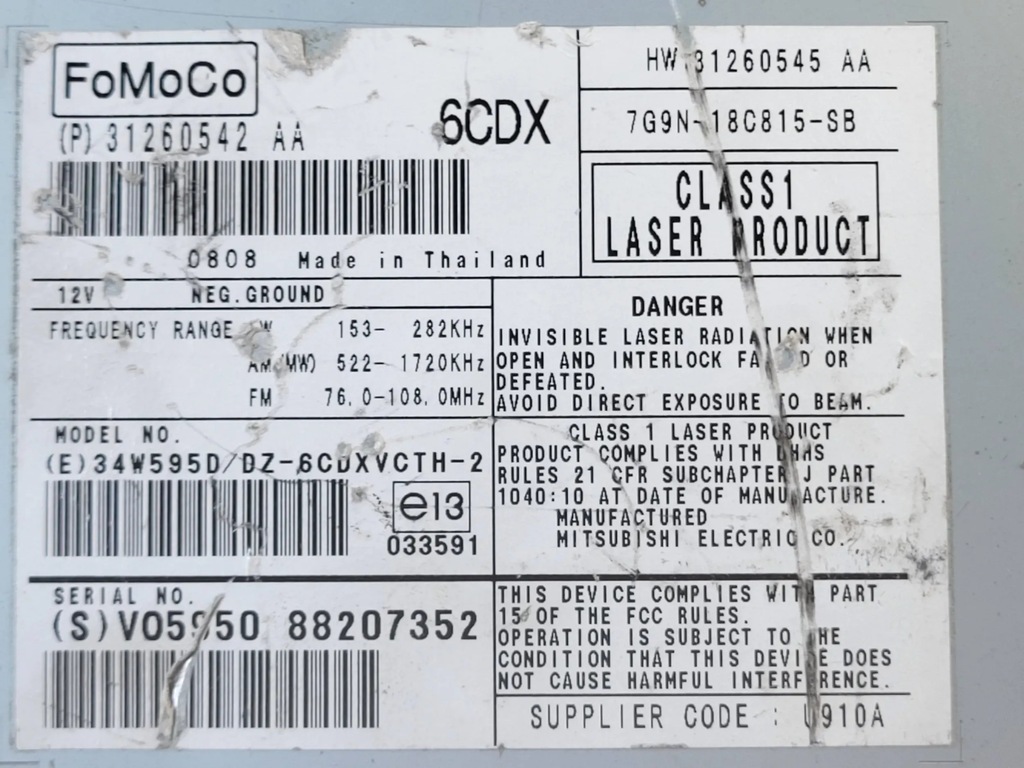 FoMoCo
(P) 31260542 AA
6CDX
0808 Made in Thailand
HW 31260545 AA
7G9N-18C815-SB
CLASS1
LASER PRODUCT
12V NEG.GROUND
FREQUENCY RANGE 153- 282KHz
AM(MW) 522- 1720KHz
FM 76.0-108.0MHz
DANGER
INVISIBLE LASER RADIATION WHEN
OPEN AND INTERLOCK FAILED OR
DEFEATED.
AVOID DIRECT EXPOSURE TO BEAM.
MODEL NO.
(E)34W595D/DZ-6CDXVCTH-2
e13
033591
CLASS 1 LASER PRODUCT
PRODUCT COMPLIES WITH DHHS
RULES 21 CFR SUBCHAPTER J PART
1040:10 AT DATE OF MANUFACTURE.
MANUFACTURED
MITSUBISHI ELECTRIC CO.
SERIAL NO.
(S) 88207352
THIS DEVICE COMPLIES WITH PART
15 OF THE FCC RULES.
OPERATION IS SUBJECT TO THE
CONDITION THAT THIS DEVICE DOES
NOT CAUSE HARMFUL INTERFERENCE.
SUPPLIER CODE : U910A